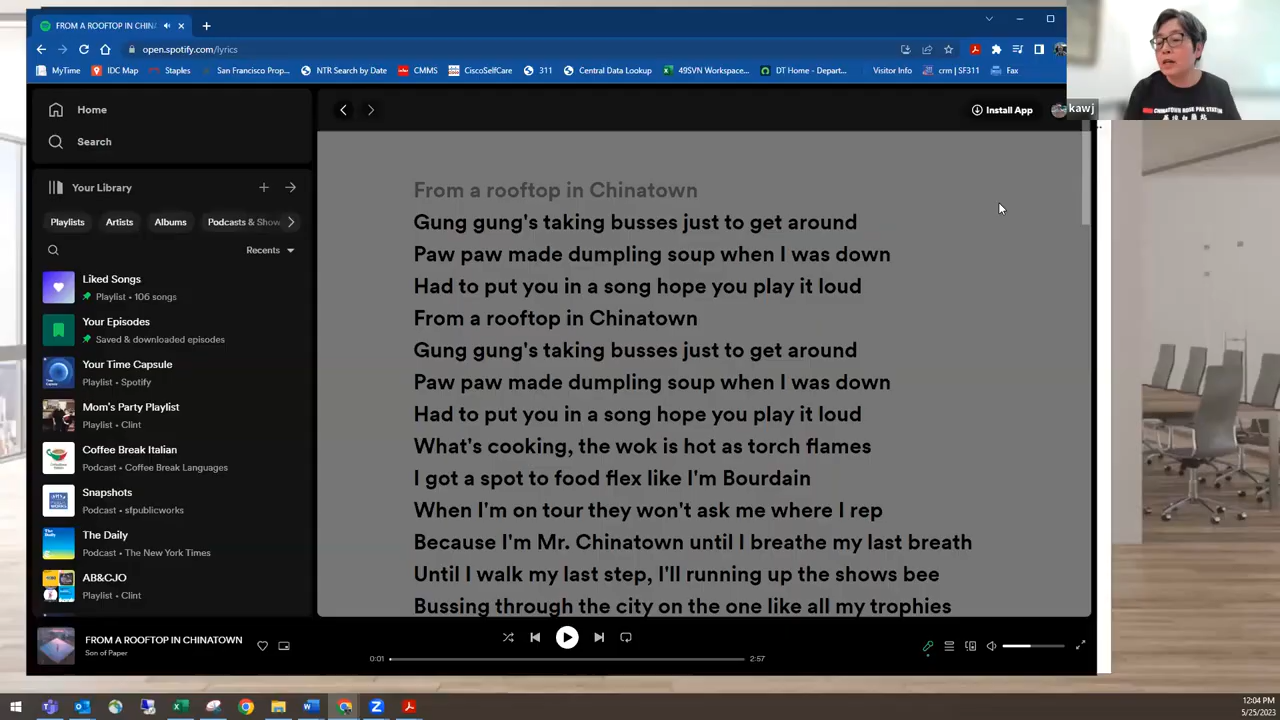 FROM A ROOFTOP IN CHIN
open.spotify.com/lyrics
MyTime
IDC Map
Staples
San Francisco Prop...
NTR Search by Date
CMMS
CiscoSelfCare
311
Central Data Lookup
49SVN Workspace...
DT Home - Depart...
Visitor Info
crm | SF311
Fax
kawj
CHINATOWN ROSE PAK STATION
Home
Search
Install App
Your Library
Playlists
Artists
Albums
Podcasts & Show
Recents
Liked Songs
Playlist • 106 songs
Your Episodes
Saved & downloaded episodes
Your Time Capsule
Playlist • Spotify
Mom's Party Playlist
Playlist • Clint
Coffee Break Italian
Podcast • Coffee Break Languages
Snapshots
Podcast • sfpublicworks
The Daily
Podcast • The New York Times
AB&CJO
Playlist • Clint
From a rooftop in Chinatown
Gung gung's taking busses just to get around
Paw paw made dumpling soup when I was down
Had to put you in a song hope you play it loud
From a rooftop in Chinatown
Gung gung's taking busses just to get around
Paw paw made dumpling soup when I was down
Had to put you in a song hope you play it loud
What's cooking, the wok is hot as torch flames
I got a spot to food flex like I'm Bourdain
When I'm on tour they won't ask me where I rep
Because I'm Mr. Chinatown until I breathe my last breath
Until I walk my last step, I'll running up the shows bee
Bussing through the city on the one like all my trophies
FROM A ROOFTOP IN CHINATOWN
Son of Paper
0:01
2:57
12:04 PM
5/25/2023